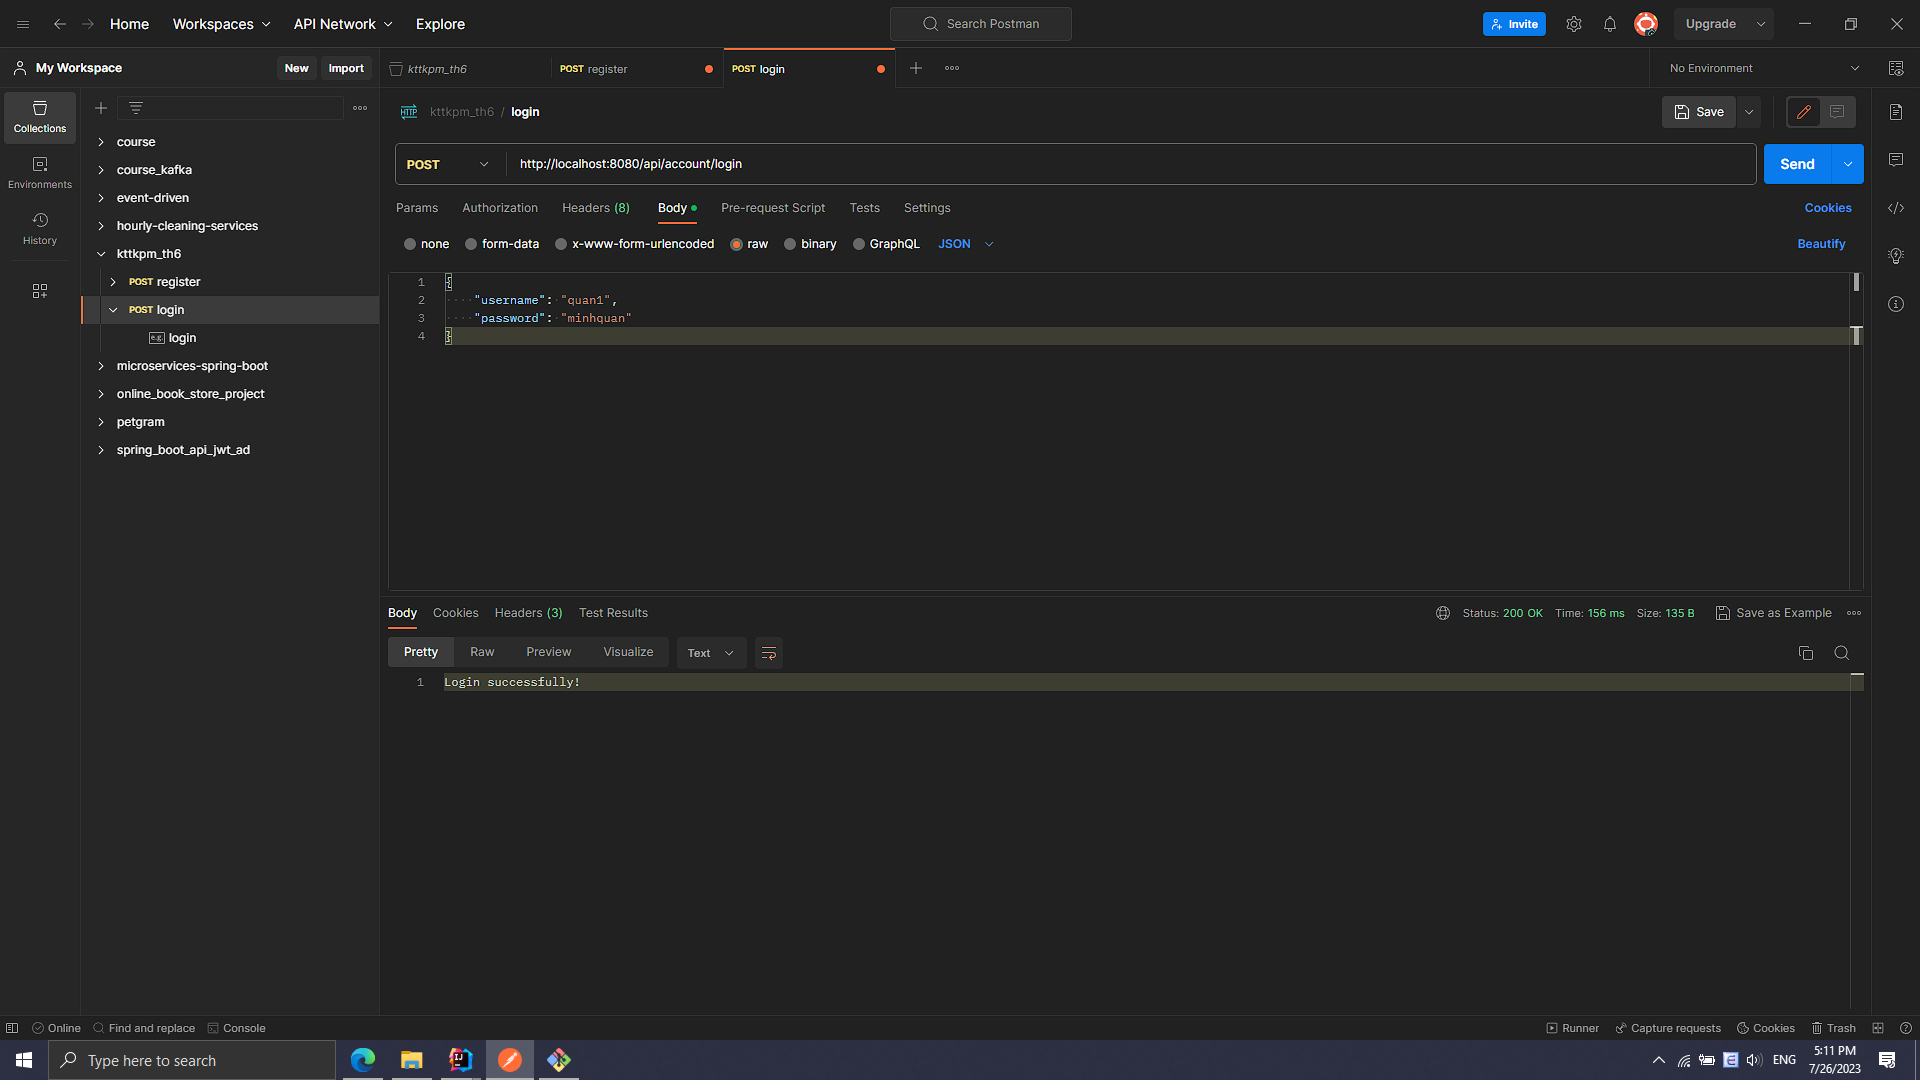 Home Workspaces API Network Explore Search Postman Invite Upgrade
My Workspace New Import kttkpm_th6 POST register POST login No Environment
Collections
Environments
History
course
course_kafka
event-driven
hourly-cleaning-services
kttkpm_th6
POST register
POST login
e.g. login
microservices-spring-boot
online_book_store_project
petgram
spring_boot_api_jwt_ad
HTTP kttkpm_th6 / login Save
POST http://localhost:8080/api/account/login Send
Params Authorization Headers (8) Body Pre-request Script Tests Settings Cookies
none form-data x-www-form-urlencoded raw binary GraphQL JSON Beautify
1 {
2 "username": "quan1",
3 "password": "minhquan"
4 }
Body Cookies Headers (3) Test Results Status: 200 OK Time: 156 ms Size: 135 B Save as Example
Pretty Raw Preview Visualize Text
1 Login successfully!
Online Find and replace Console Runner Capture requests Cookies Trash
Type here to search ENG 5:11 PM
7/26/2023